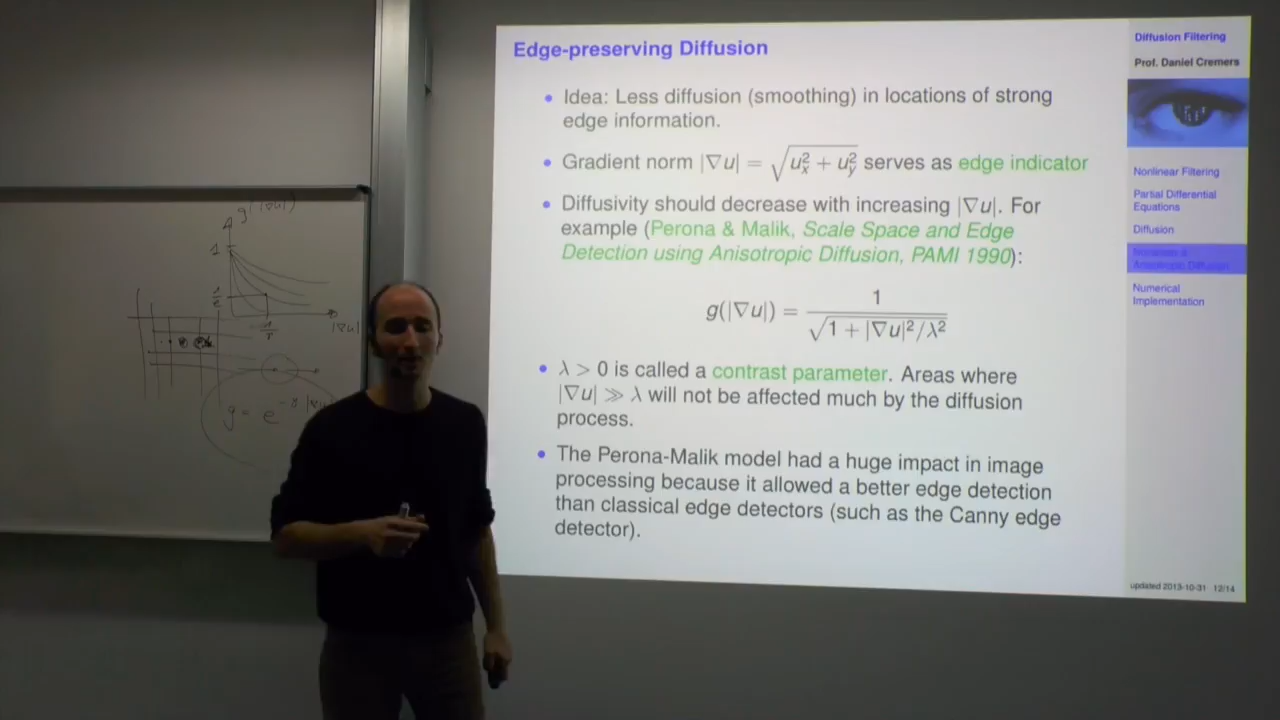 g(|∇u|)
1
1/e
|∇u|
g = e
Edge-preserving Diffusion
• Idea: Less diffusion (smoothing) in locations of strong
edge information.
• Gradient norm |∇u| = √(u_x² + u_y²) serves as edge indicator
• Diffusivity should decrease with increasing |∇u|. For
example (Perona & Malik, Scale Space and Edge
Detection using Anisotropic Diffusion, PAMI 1990):
g(|∇u|) = 1 / √(1 + |∇u|²/λ²)
• λ > 0 is called a contrast parameter. Areas where
|∇u| ≫ λ will not be affected much by the diffusion
process.
• The Perona-Malik model had a huge impact in image
processing because it allowed a better edge detection
than classical edge detectors (such as the Canny edge
detector).
Diffusion Filtering
Prof. Daniel Cremers
Nonlinear Filtering
Partial Differential
Equations
Diffusion
Nonlinear &
Anisotropic Diffusion
Numerical
Implementation
updated 2013-10-31 12/14